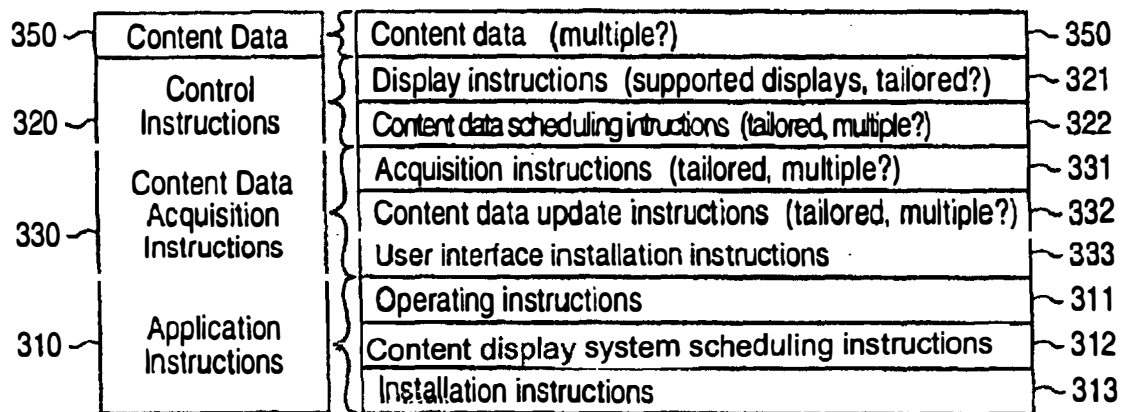 350 Content Data Content data (multiple?) 350
Display instructions (supported displays, tailored?) 321
320 Control Instructions
Content data scheduling intructions (tailored, multiple?) 322
Acquisition instructions (tailored, multiple?) 331
330 Content Data Acquisition Instructions
Content data update instructions (tailored, multiple?) 332
User interface installation instructions 333
Operating instructions 311
310 Application Instructions
Content display system scheduling instructions 312
Installation instructions 313